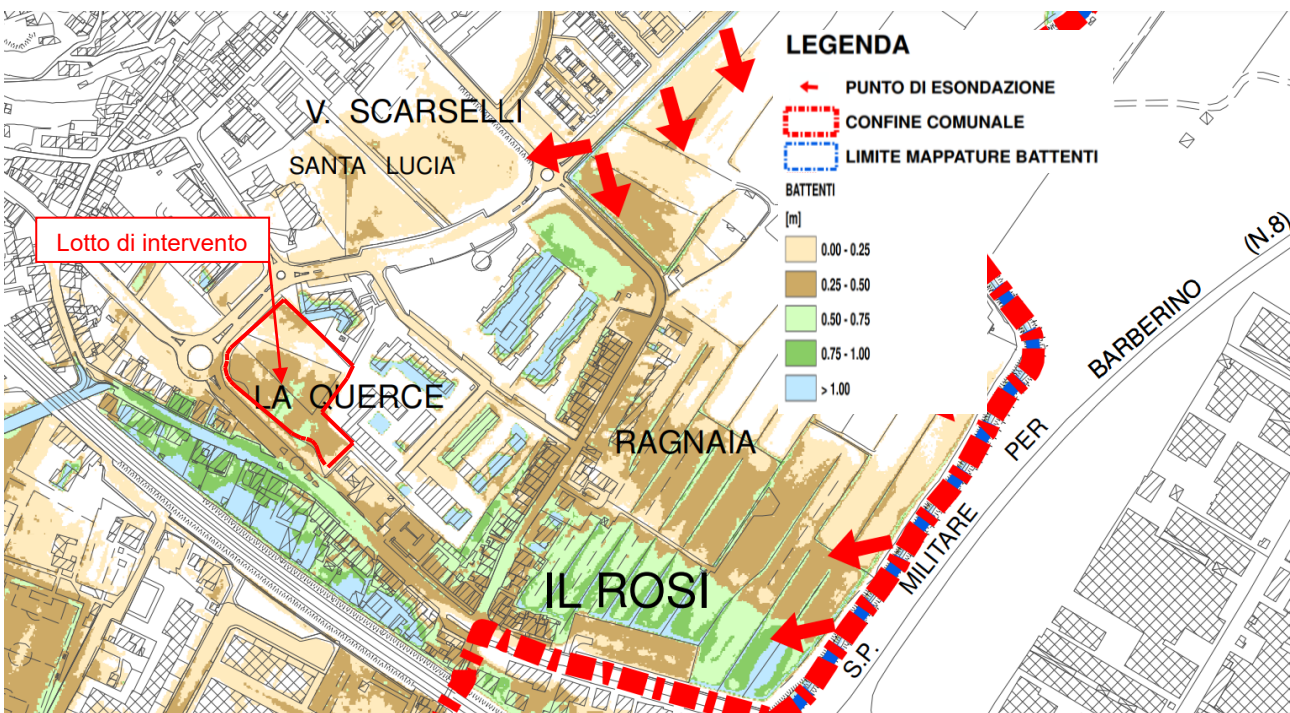 V. SCARSELLI
SANTA LUCIA
Lotto di intervento
LA QUERCE
RAGNAIA
IL ROSI
LEGENDA
PUNTO DI ESONDAZIONE
CONFINE COMUNALE
LIMITE MAPPATURE BATTENTI
BATTENTI
[m]
0.00 - 0.25
0.25 - 0.50
0.50 - 0.75
0.75 - 1.00
> 1.00
S.P. MILITARE PER BARBERINO (N.8)